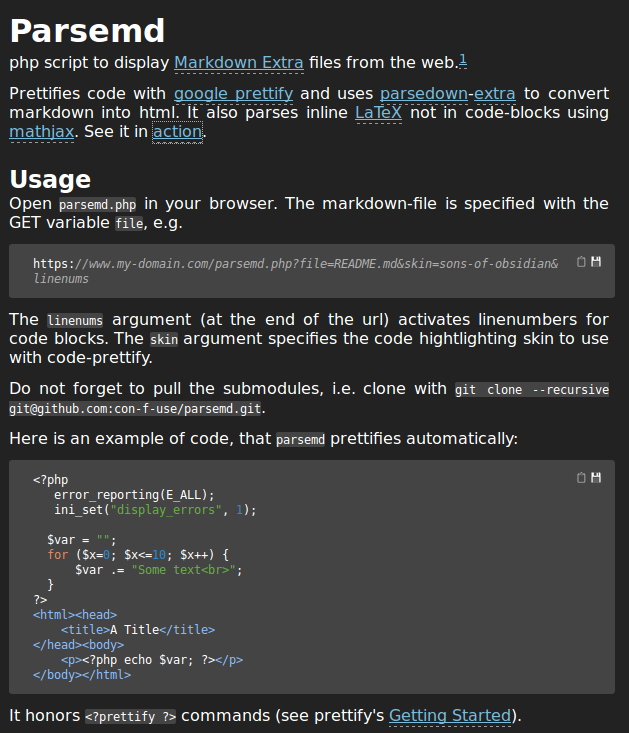 Parsemd
php script to display Markdown Extra files from the web.1
Prettifies code with google prettify and uses parsedown-extra to convert
markdown into html. It also parses inline LaTeX not in code-blocks using
mathjax. See it in action.
Usage
Open parsemd.php in your browser. The markdown-file is specified with the
GET variable file, e.g.
https://www.my-domain.com/parsemd.php?file=README.md&skin=sons-of-obsidian&
linenums
The linenums argument (at the end of the url) activates linenumbers for
code blocks. The skin argument specifies the code hightlighting skin to use
with code-prettify.
Do not forget to pull the submodules, i.e. clone with git clone --recursive
git@github.com:con-f-use/parsemd.git.
Here is an example of code, that parsemd prettifies automatically:
<?php
   error_reporting(E_ALL);
   ini_set("display_errors", 1);

  $var = "";
  for ($x=0; $x<=10; $x++) {
      $var .= "Some text<br>";
  }
?>
<html><head>
    <title>A Title</title>
</head><body>
    <p><?php echo $var; ?></p>
</body></html>
It honors <?prettify ?> commands (see prettify's Getting Started).